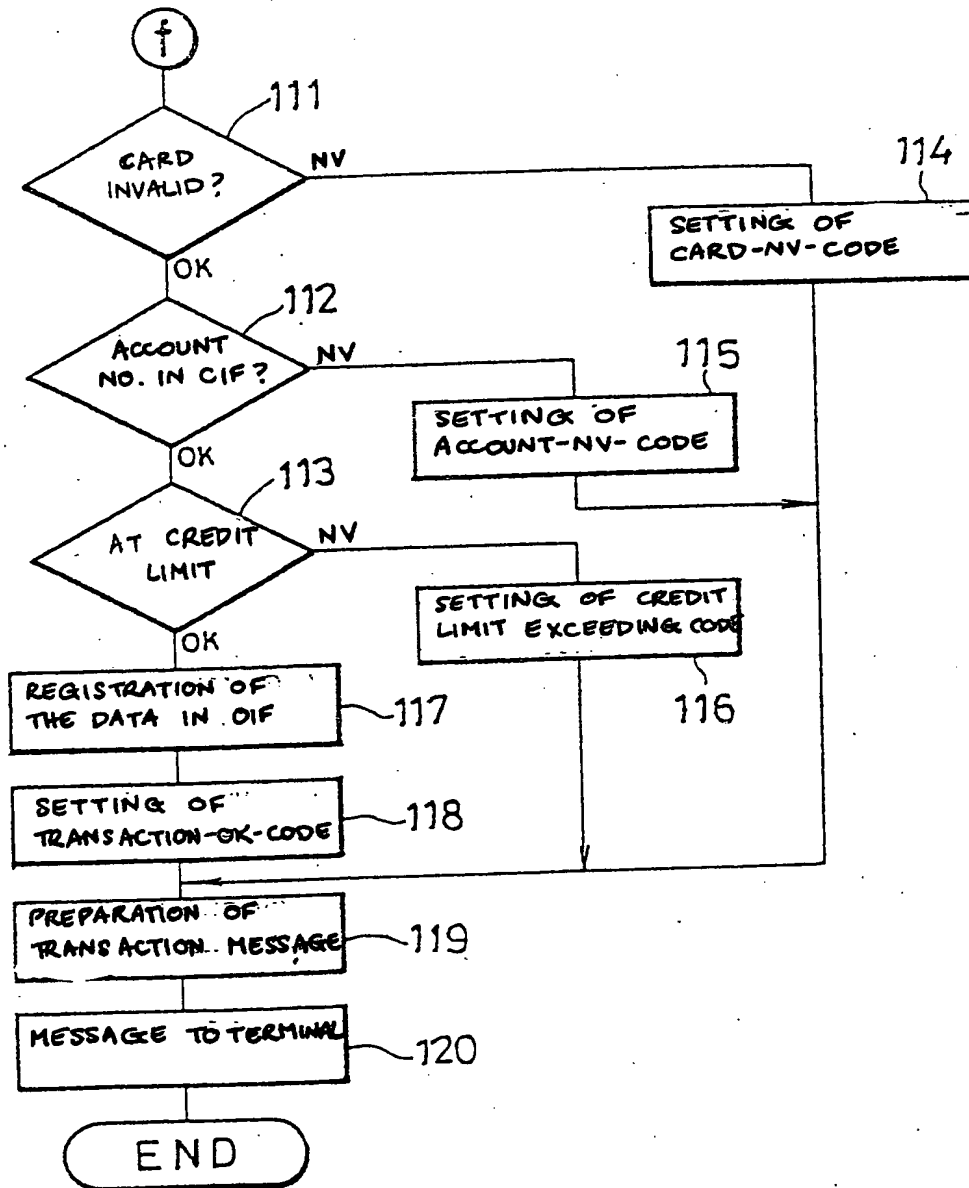 f
111
CARD
INVALID?
NV
114
SETTING OF
CARD-NV-CODE
OK
112
ACCOUNT
NO. IN CIF?
NV
115
SETTING OF
ACCOUNT-NV-CODE
OK
113
AT CREDIT
LIMIT
NV
SETTING OF CREDIT
LIMIT EXCEEDING CODE
116
OK
REGISTRATION OF
THE DATA IN OIF
117
SETTING OF
TRANSACTION-OK-CODE
118
PREPARATION OF
TRANSACTION MESSAGE
119
MESSAGE TO TERMINAL
120
END